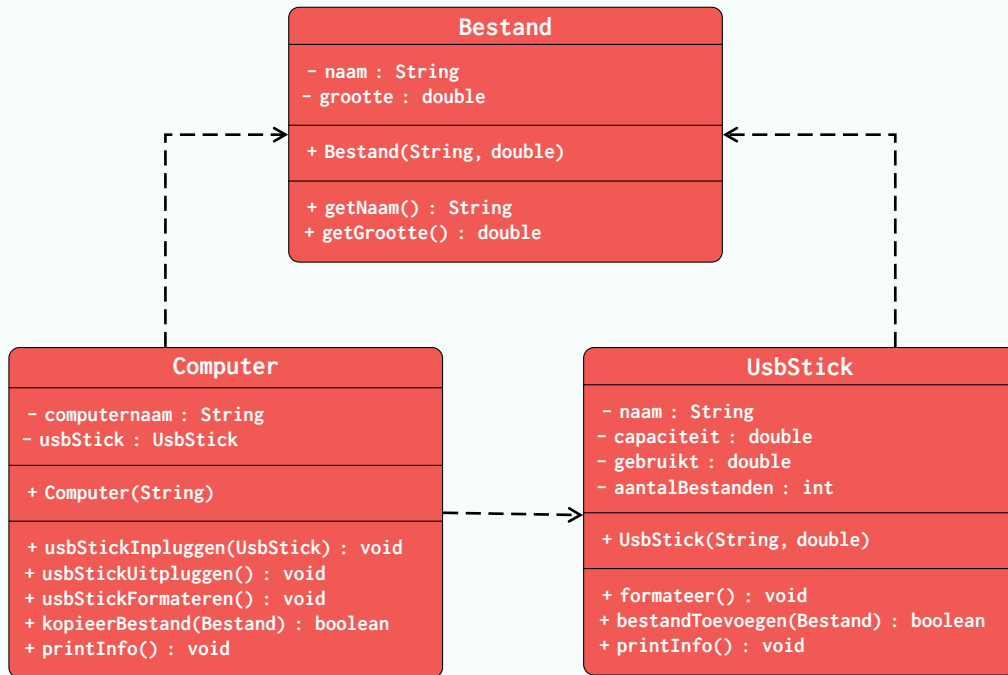 Bestand
- naam : String
- grootte : double
+ Bestand(String, double)
+ getNaam() : String
+ getGrootte() : double
Computer
- computernaam : String
- usbStick : UsbStick
+ Computer(String)
+ usbStickInpluggen(UsbStick) : void
+ usbStickUitpluggen() : void
+ usbStickFormateren() : void
+ kopieerBestand(Bestand) : boolean
+ printInfo() : void
UsbStick
- naam : String
- capaciteit : double
- gebruikt : double
- aantalBestanden : int
+ UsbStick(String, double)
+ formateer() : void
+ bestandToevoegen(Bestand) : boolean
+ printInfo() : void